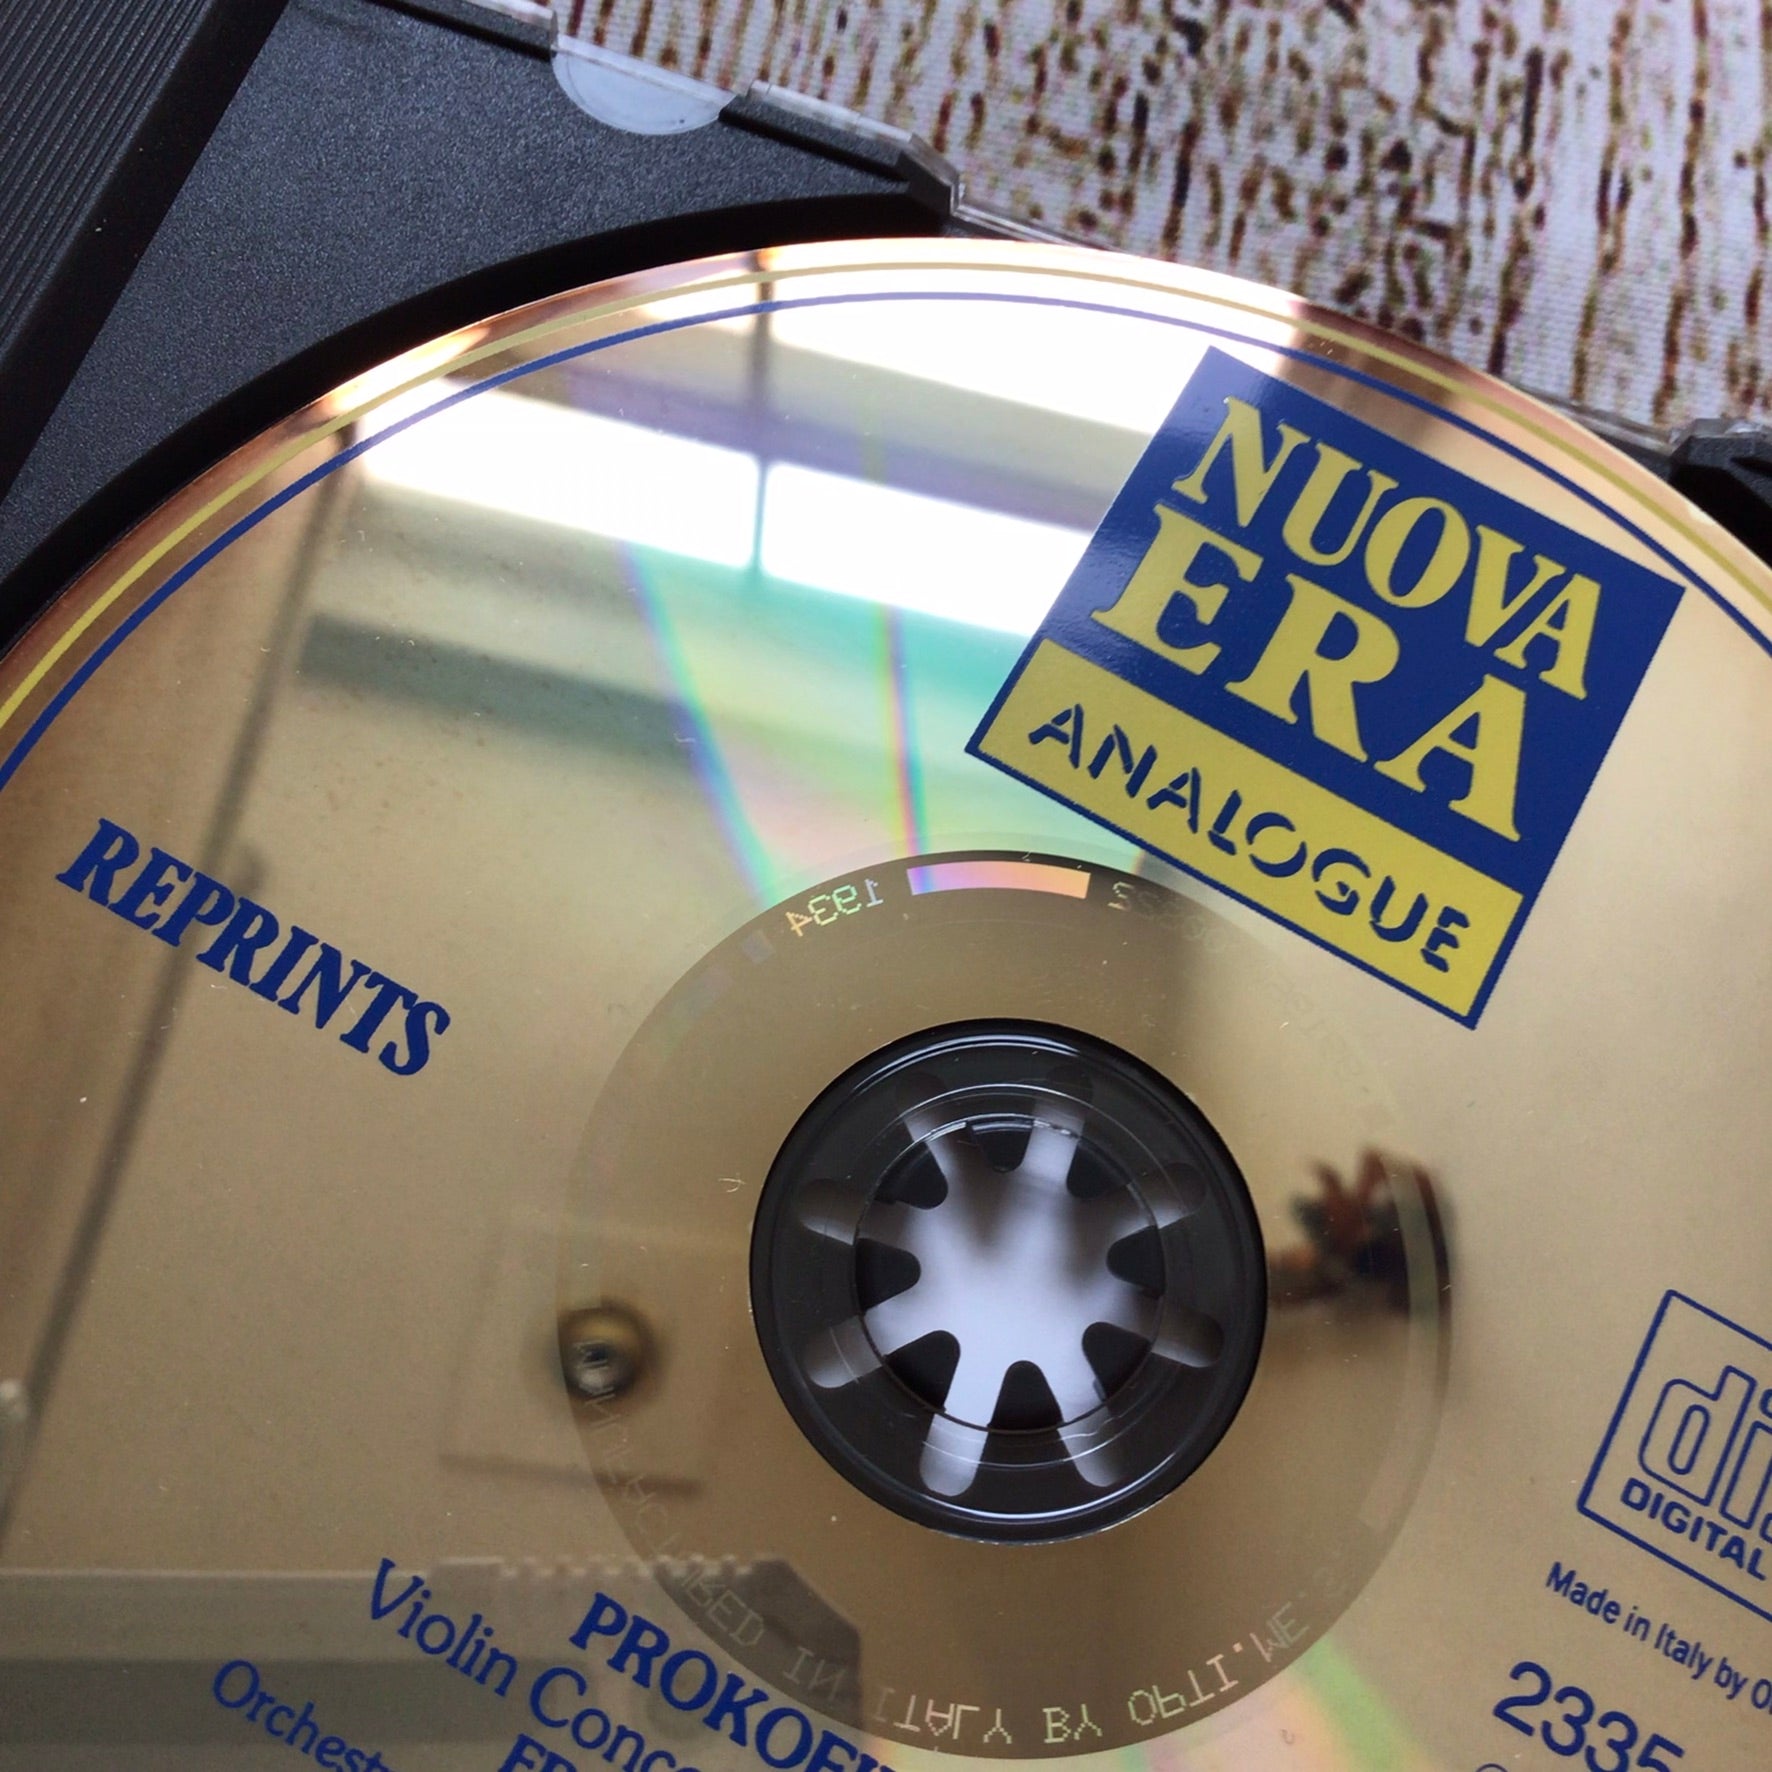 NUOVA
ERA
ANALOGUE
REPRINTS
1934
DIGITAL
Made in Italy by
2335
PROKOFI
Violin Conc
Orchest
MANUFACTURED IN ITALY BY OPTI.ME